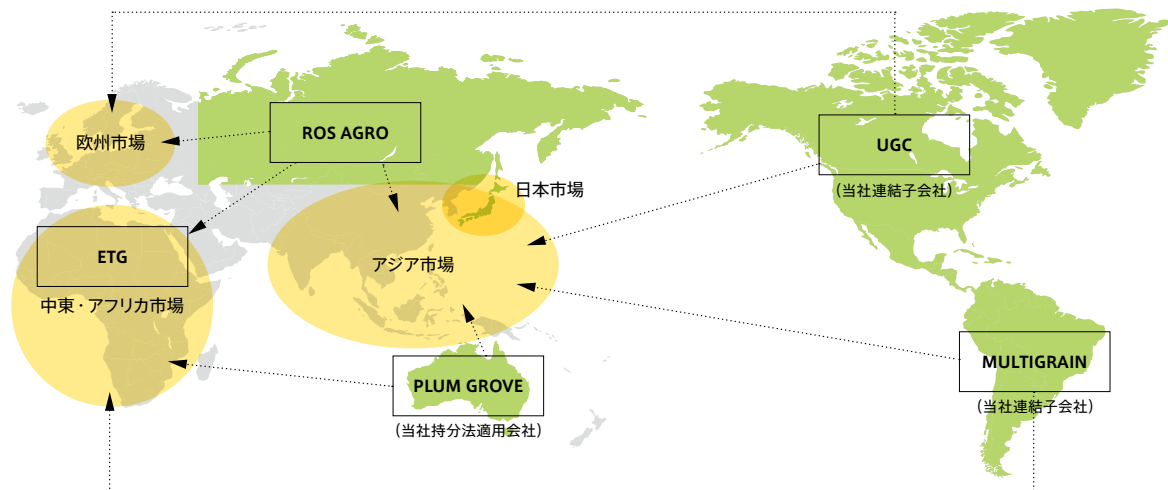 欧州市場
ROS AGRO
UGC
(当社連結子会社)
日本市場
ETG
中東・アフリカ市場
アジア市場
PLUM GROVE
(当社持分法適用会社)
MULTIGRAIN
(当社連結子会社)